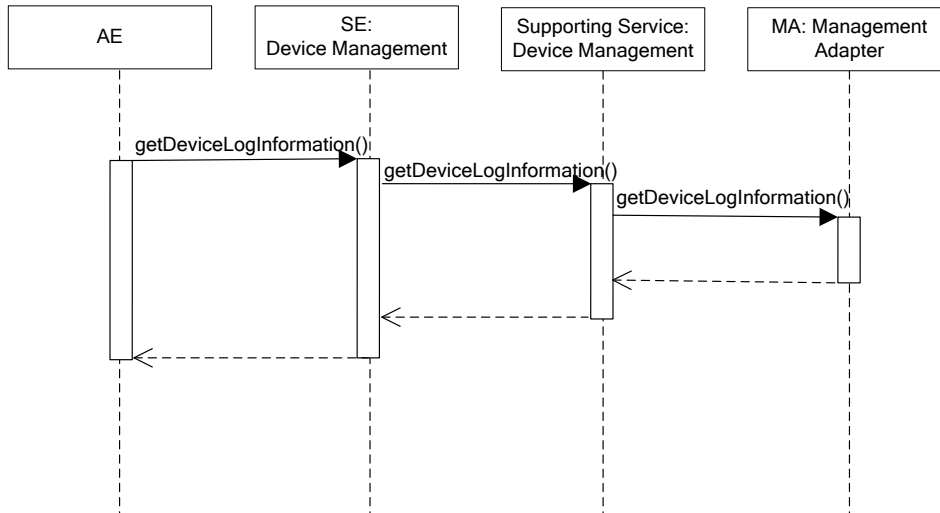 AE
SE:
Device Management
Supporting Service:
Device Management
MA: Management
Adapter
getDeviceLogInformation()
getDeviceLogInformation()
getDeviceLogInformation()